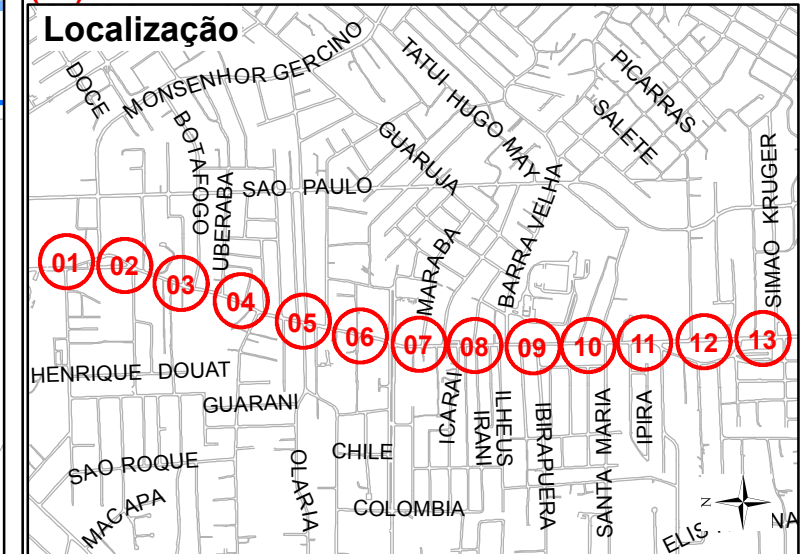 Localização
DOCE
MONSENHOR GERCINO
TATUI
HUGO MAY
PICARRAS
SALETE
BOTAFOGO
UBERABA
SAO PAULO
GUARUJA
MARABA
BARRA VELHA
SIMAO KRUGER
01
02
03
04
05
06
07
08
09
10
11
12
13
HENRIQUE DOUAT
GUARANI
ICARAI
IRANI
ILHEUS
IBIRAPUERA
SANTA MARIA
IPIRA
SAO ROQUE
MACAPA
OLARIA
CHILE
COLOMBIA
N